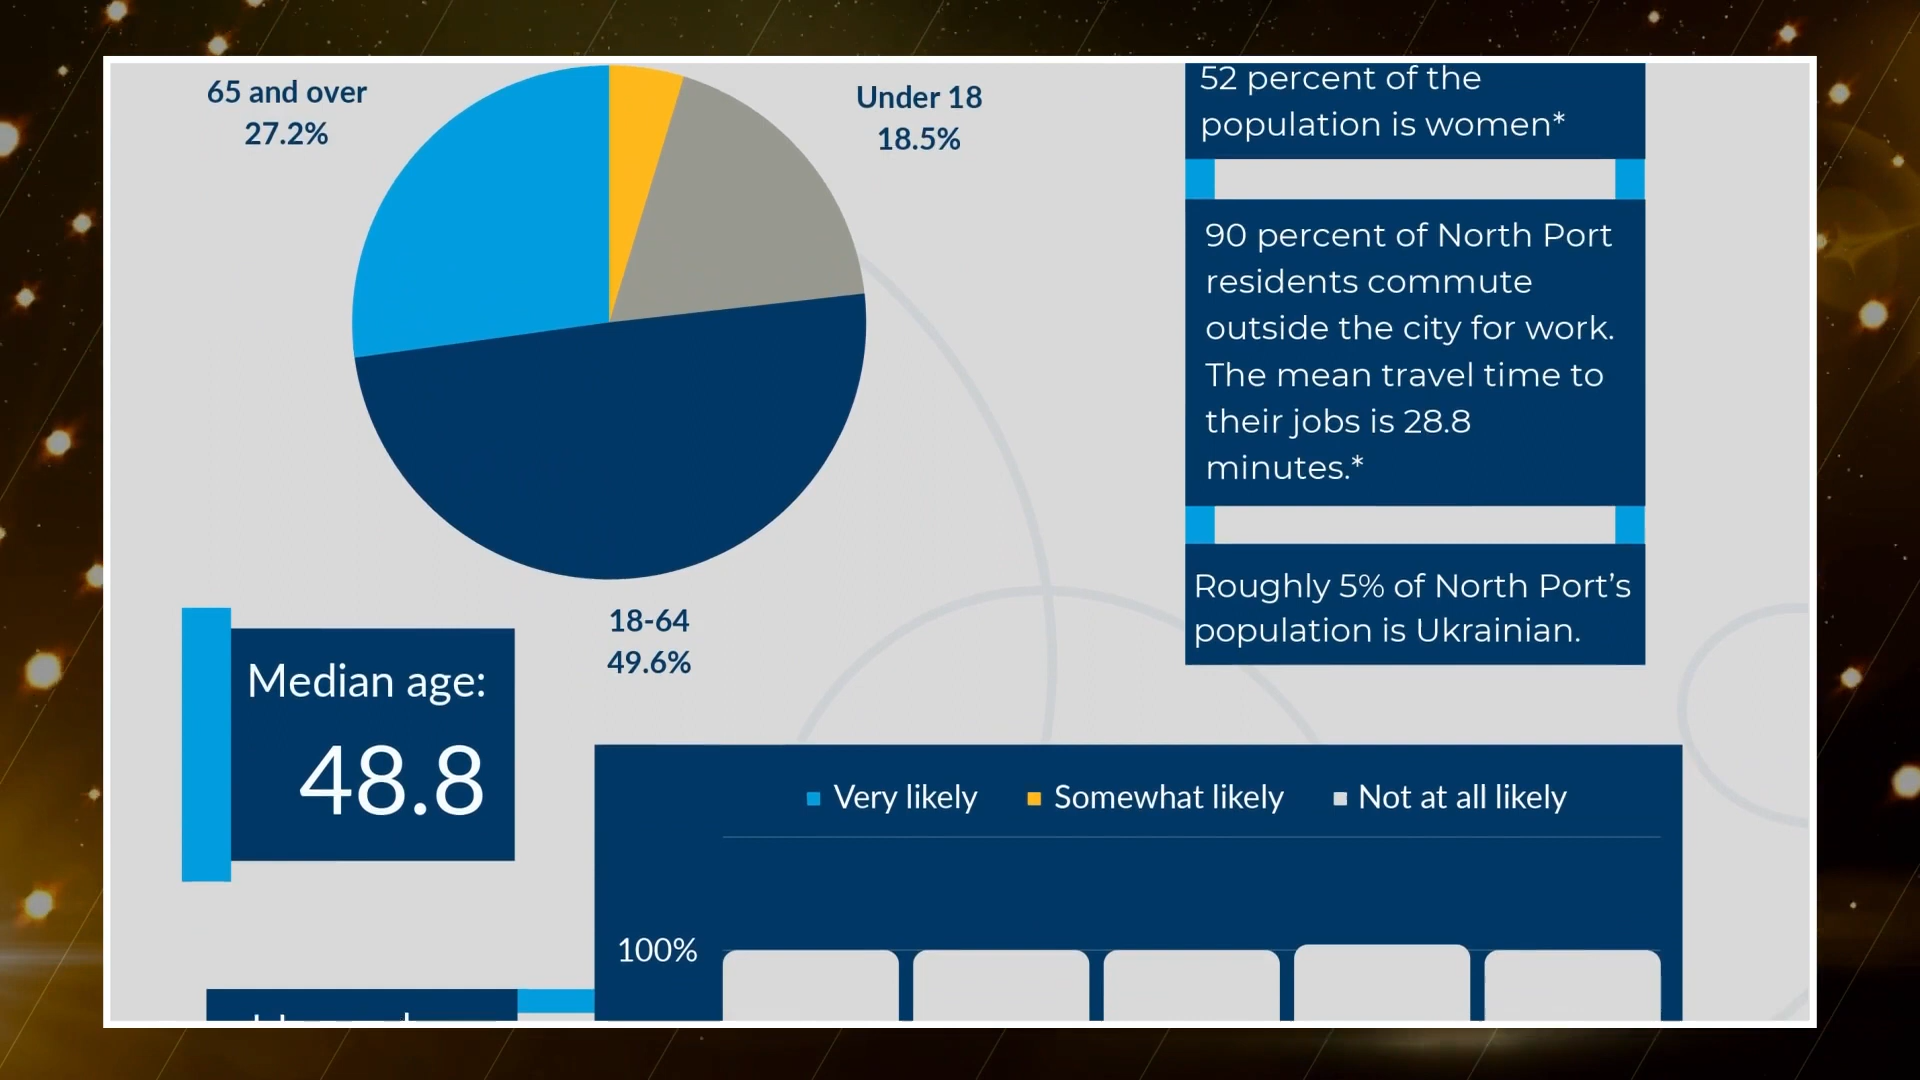 65 and over
27.2%
Under 18
18.5%
18-64
49.6%
52 percent of the
population is women*
90 percent of North Port
residents commute
outside the city for work.
The mean travel time to
their jobs is 28.8
minutes.*
Roughly 5% of North Port’s
population is Ukrainian.
Median age:
48.8
Very likely
Somewhat likely
Not at all likely
100%